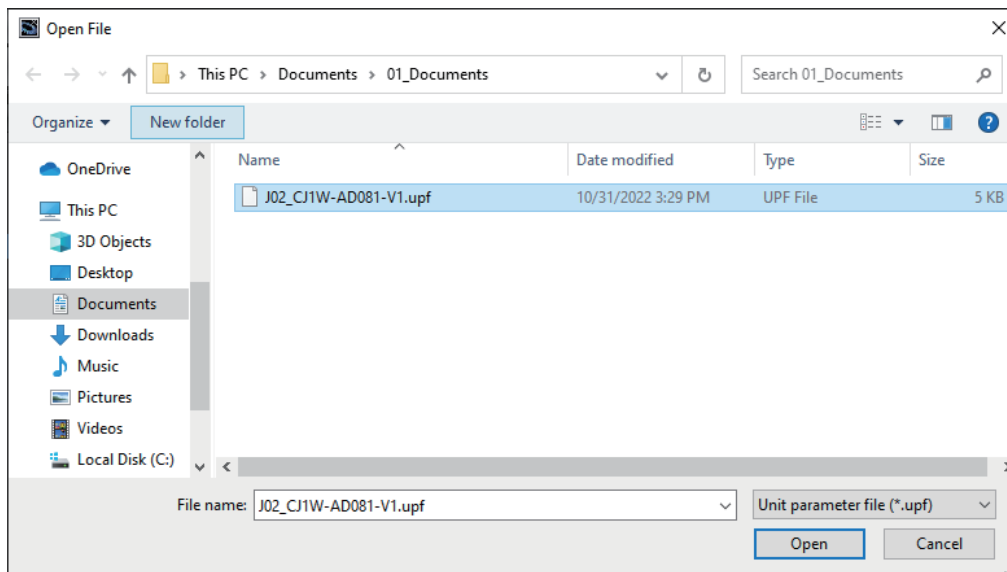 Open File
This PC > Documents > 01_Documents
Search 01_Documents
Organize
New folder
Name Date modified Type Size
J02_CJ1W-AD081-V1.upf 10/31/2022 3:29 PM UPF File 5 KB
OneDrive
This PC
3D Objects
Desktop
Documents
Downloads
Music
Pictures
Videos
Local Disk (C:)
File name: J02_CJ1W-AD081-V1.upf Unit parameter file (*.upf)
Open Cancel